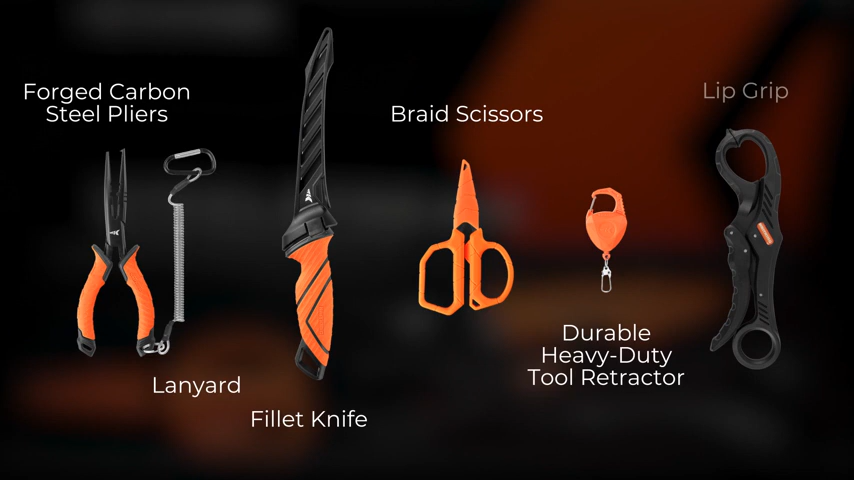 Forged Carbon
Steel Pliers
Lanyard
Fillet Knife
Braid Scissors
Durable
Heavy-Duty
Tool Retractor
Lip Grip